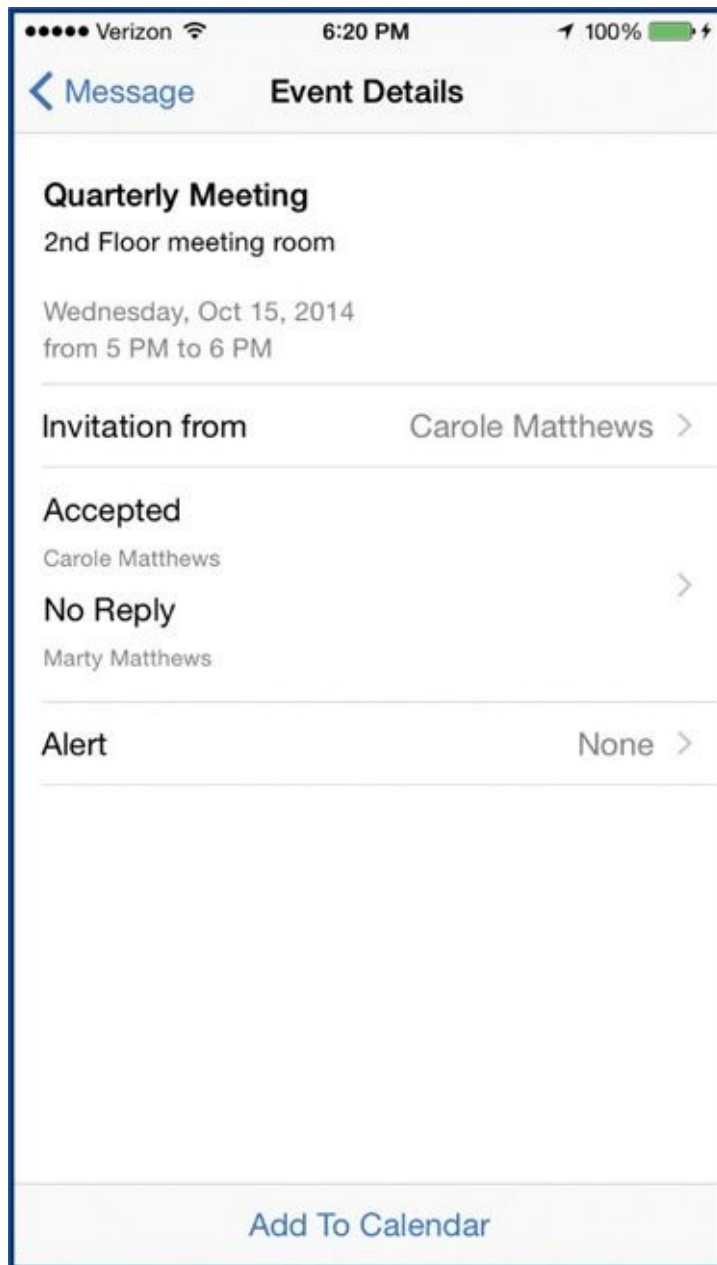 Verizon 6:20 PM 100%
Message Event Details
Quarterly Meeting
2nd Floor meeting room
Wednesday, Oct 15, 2014
from 5 PM to 6 PM
Invitation from Carole Matthews
Accepted
Carole Matthews
No Reply
Marty Matthews
Alert None
Add To Calendar